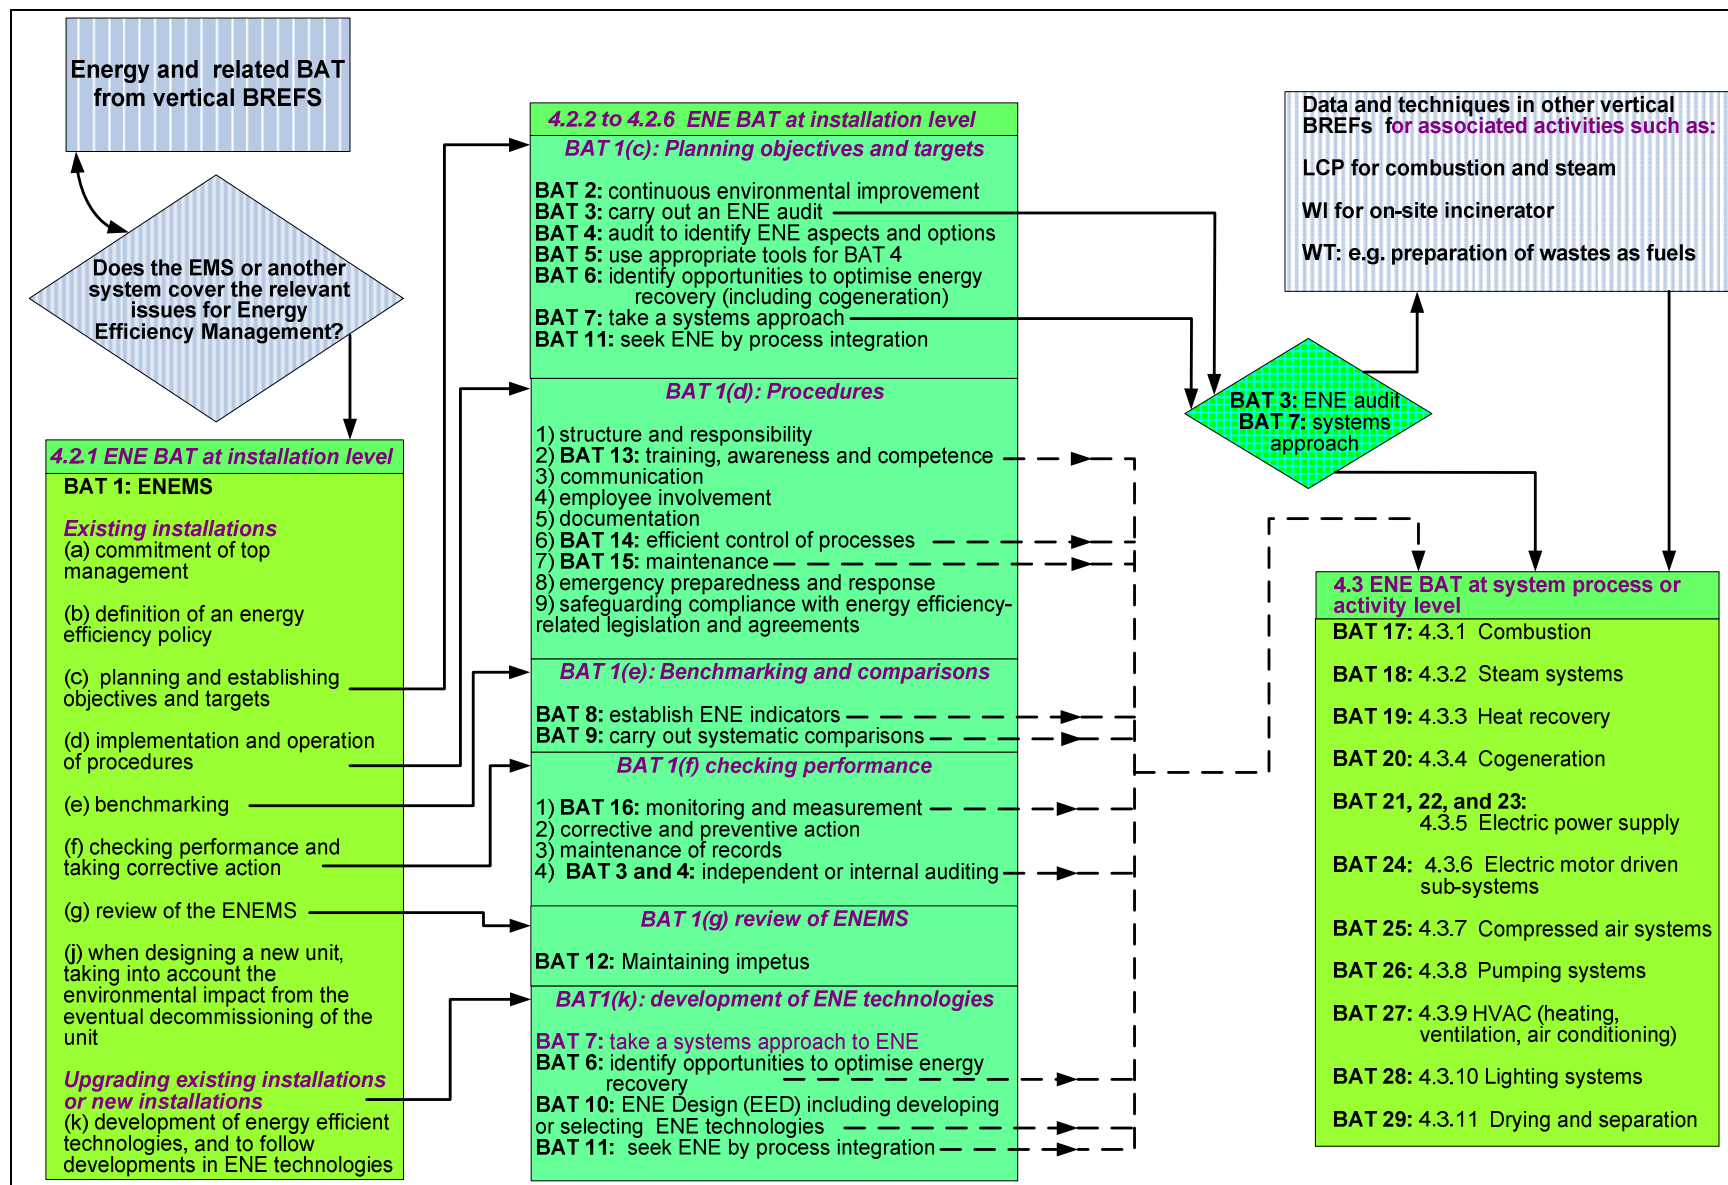 Energy and related BAT
from vertical BREFS
Does the EMS or another
system cover the relevant
issues for Energy
Efficiency Management?
4.2.1 ENE BAT at installation level
BAT 1: ENEMS
Existing installations
(a) commitment of top
management
(b) definition of an energy
efficiency policy
(c) planning and establishing
objectives and targets
(d) implementation and operation
of procedures
(e) benchmarking
(f) checking performance and
taking corrective action
(g) review of the ENEMS
(j) when designing a new unit,
taking into account the
environmental impact from the
eventual decommissioning of the
unit
Upgrading existing installations
or new installations
(k) development of energy efficient
technologies, and to follow
developments in ENE technologies
4.2.2 to 4.2.6 ENE BAT at installation level
BAT 1(c): Planning objectives and targets
BAT 2: continuous environmental improvement
BAT 3: carry out an ENE audit
BAT 4: audit to identify ENE aspects and options
BAT 5: use appropriate tools for BAT 4
BAT 6: identify opportunities to optimise energy
recovery (including cogeneration)
BAT 7: take a systems approach
BAT 11: seek ENE by process integration
BAT 1(d): Procedures
1) structure and responsibility
2) BAT 13: training, awareness and competence
3) communication
4) employee involvement
5) documentation
6) BAT 14: efficient control of processes
7) BAT 15: maintenance
8) emergency preparedness and response
9) safeguarding compliance with energy efficiency-
related legislation and agreements
BAT 1(e): Benchmarking and comparisons
BAT 8: establish ENE indicators
BAT 9: carry out systematic comparisons
BAT 1(f) checking performance
1) BAT 16: monitoring and measurement
2) corrective and preventive action
3) maintenance of records
4) BAT 3 and 4: independent or internal auditing
BAT 1(g) review of ENEMS
BAT 12: Maintaining impetus
BAT1(k): development of ENE technologies
BAT 7: take a systems approach to ENE
BAT 6: identify opportunities to optimise energy
recovery
BAT 10: ENE Design (EED) including developing
or selecting ENE technologies
BAT 11: seek ENE by process integration
Data and techniques in other vertical
BREFs for associated activities such as:
LCP for combustion and steam
WI for on-site incinerator
WT: e.g. preparation of wastes as fuels
BAT 3: ENE audit
BAT 7: systems
approach
4.3 ENE BAT at system process or
activity level
BAT 17: 4.3.1 Combustion
BAT 18: 4.3.2 Steam systems
BAT 19: 4.3.3 Heat recovery
BAT 20: 4.3.4 Cogeneration
BAT 21, 22, and 23:
4.3.5 Electric power supply
BAT 24: 4.3.6 Electric motor driven
sub-systems
BAT 25: 4.3.7 Compressed air systems
BAT 26: 4.3.8 Pumping systems
BAT 27: 4.3.9 HVAC (heating,
ventilation, air conditioning)
BAT 28: 4.3.10 Lighting systems
BAT 29: 4.3.11 Drying and separation